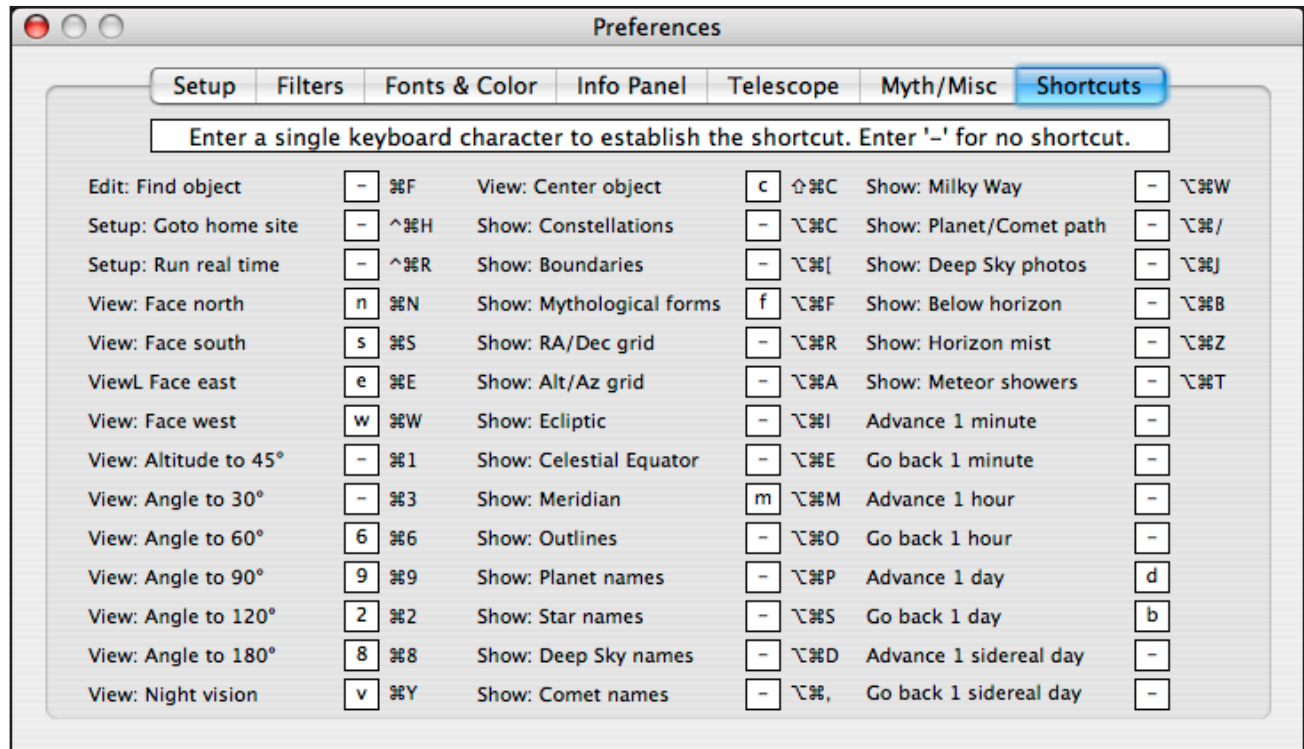 Preferences
Setup Filters Fonts & Color Info Panel Telescope Myth/Misc Shortcuts
Enter a single keyboard character to establish the shortcut. Enter '-' for no shortcut.
Edit: Find object - ⌘F View: Center object c ⇧⌘C Show: Milky Way - ⌥⌘W
Setup: Goto home site - ^⌘H Show: Constellations - ⌥⌘C Show: Planet/Comet path - ⌥⌘/
Setup: Run real time - ^⌘R Show: Boundaries - ⌥⌘[ Show: Deep Sky photos - ⌥⌘J
View: Face north n ⌘N Show: Mythological forms f ⌥⌘F Show: Below horizon - ⌥⌘B
View: Face south s ⌘S Show: RA/Dec grid - ⌥⌘R Show: Horizon mist - ⌥⌘Z
ViewL Face east e ⌘E Show: Alt/Az grid - ⌥⌘A Show: Meteor showers - ⌥⌘T
View: Face west w ⌘W Show: Ecliptic - ⌥⌘I Advance 1 minute -
View: Altitude to 45° - ⌘1 Show: Celestial Equator - ⌥⌘E Go back 1 minute -
View: Angle to 30° - ⌘3 Show: Meridian m ⌥⌘M Advance 1 hour -
View: Angle to 60° 6 ⌘6 Show: Outlines - ⌥⌘O Go back 1 hour -
View: Angle to 90° 9 ⌘9 Show: Planet names - ⌥⌘P Advance 1 day d
View: Angle to 120° 2 ⌘2 Show: Star names - ⌥⌘S Go back 1 day b
View: Angle to 180° 8 ⌘8 Show: Deep Sky names - ⌥⌘D Advance 1 sidereal day -
View: Night vision v ⌘Y Show: Comet names - ⌥⌘, Go back 1 sidereal day -